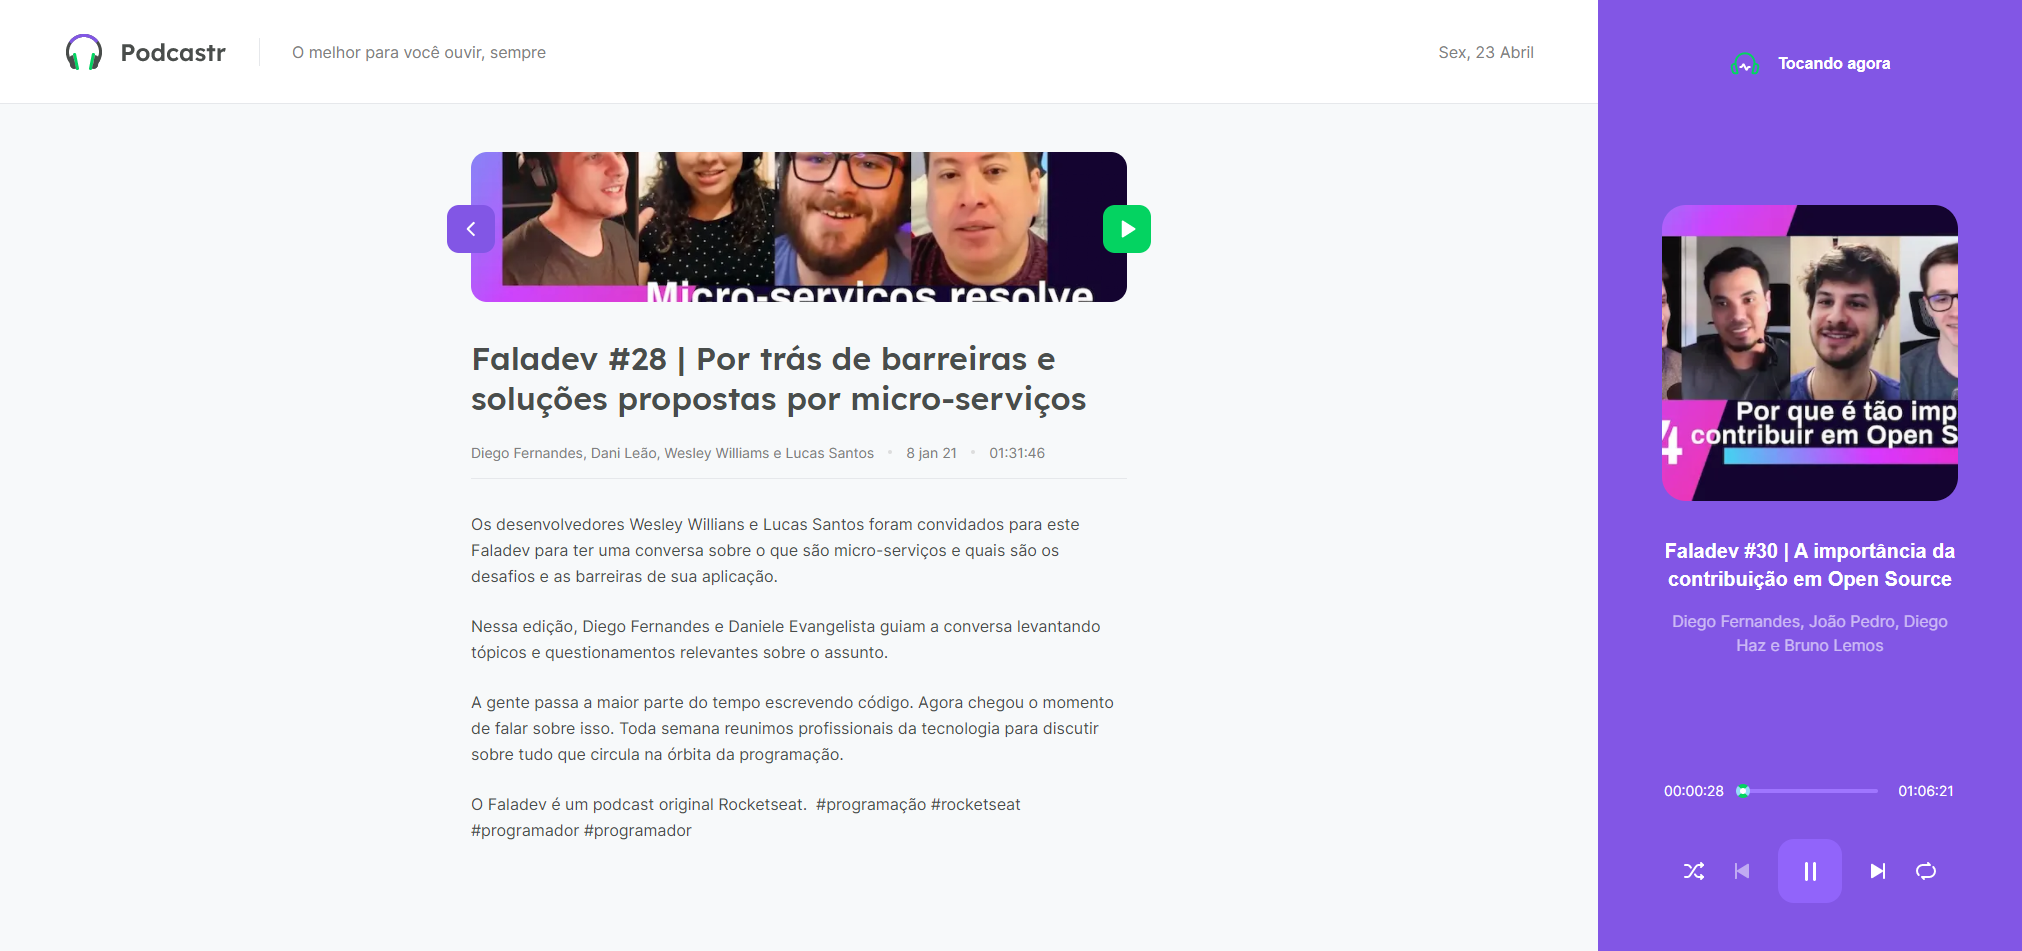 Podcastr
O melhor para você ouvir, sempre
Sex, 23 Abril
Micro-serviços resolve
Faladev #28 | Por trás de barreiras e
soluções propostas por micro-serviços
Diego Fernandes, Dani Leão, Wesley Williams e Lucas Santos • 8 jan 21 • 01:31:46
Os desenvolvedores Wesley Willians e Lucas Santos foram convidados para este
Faladev para ter uma conversa sobre o que são micro-serviços e quais são os
desafios e as barreiras de sua aplicação.
Nessa edição, Diego Fernandes e Daniele Evangelista guiam a conversa levantando
tópicos e questionamentos relevantes sobre o assunto.
A gente passa a maior parte do tempo escrevendo código. Agora chegou o momento
de falar sobre isso. Toda semana reunimos profissionais da tecnologia para discutir
sobre tudo que circula na órbita da programação.
O Faladev é um podcast original Rocketseat.  #programação #rocketseat
#programador #programador
Tocando agora
Por que é tão imp
4 contribuir em Open S
Faladev #30 | A importância da
contribuição em Open Source
Diego Fernandes, João Pedro, Diego
Haz e Bruno Lemos
00:00:28
01:06:21